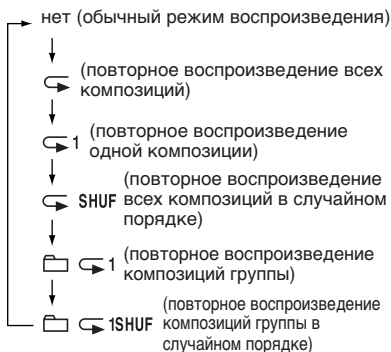 нет (обычный режим воспроизведения)
(повторное воспроизведение всех
композиций)
1 (повторное воспроизведение
одной композиции)
(повторное воспроизведение
SHUF всех композиций в случайном
порядке)
1 (повторное воспроизведение
композиций группы)
(повторное воспроизведение
1SHUF композиций группы в
случайном порядке)